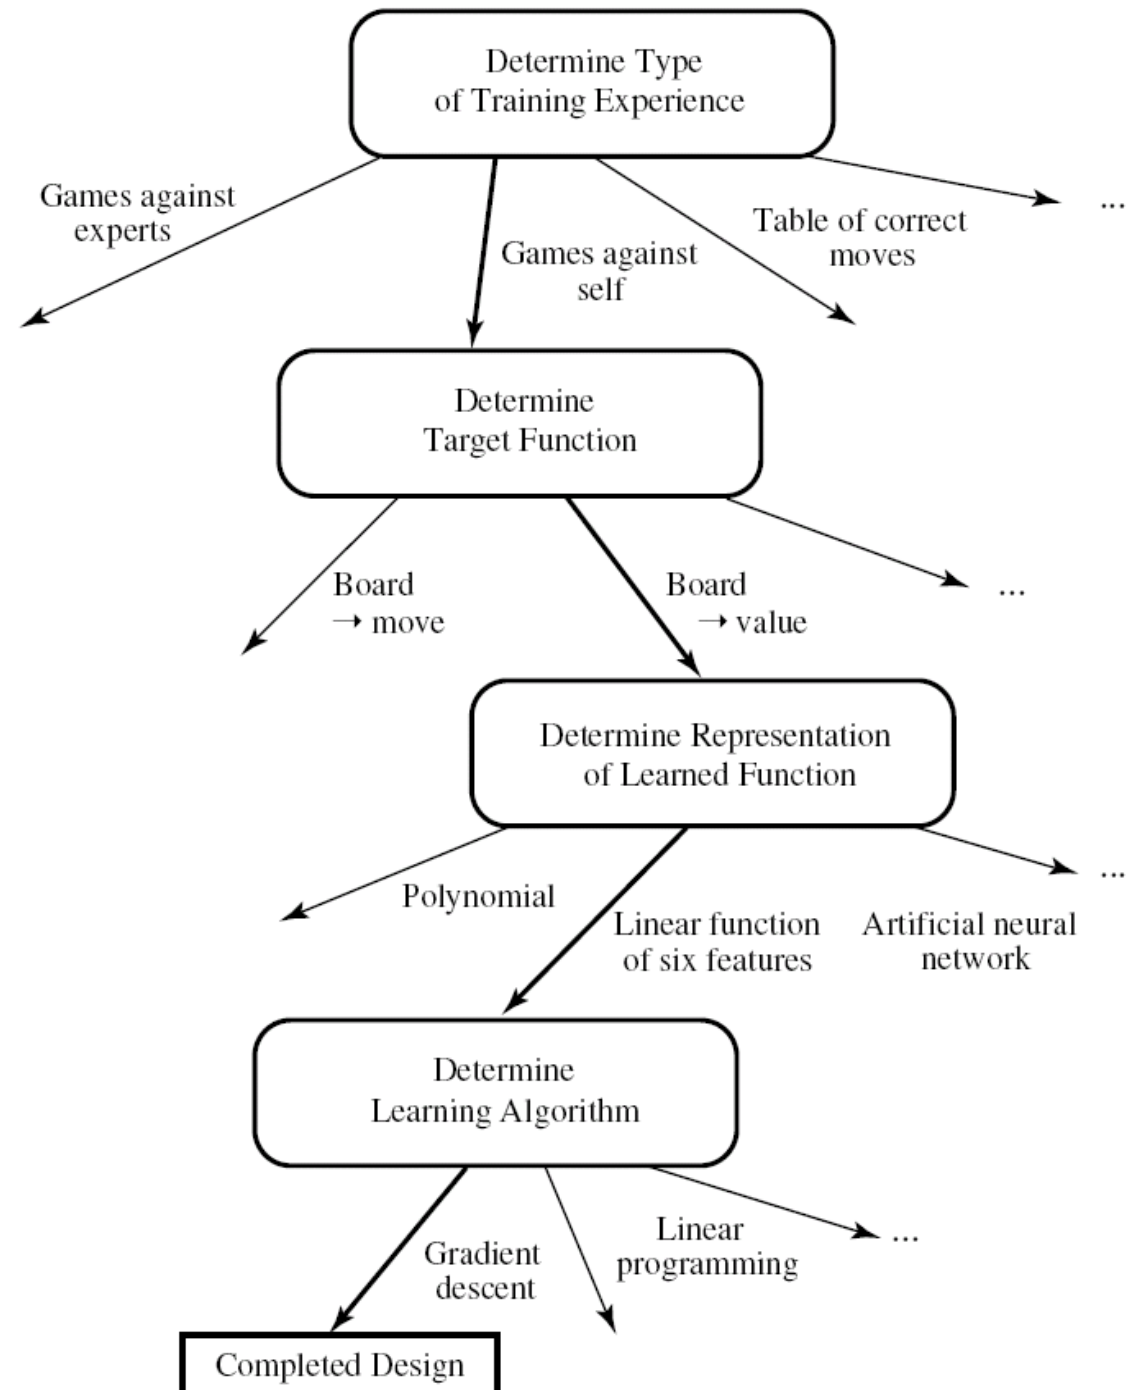 Determine Type
of Training Experience
Games against
experts
Games against
self
Table of correct
moves
...
Determine
Target Function
Board
→ move
Board
→ value
...
Determine Representation
of Learned Function
Polynomial
Linear function
of six features
Artificial neural
network
...
Determine
Learning Algorithm
Gradient
descent
Linear
programming
...
Completed Design